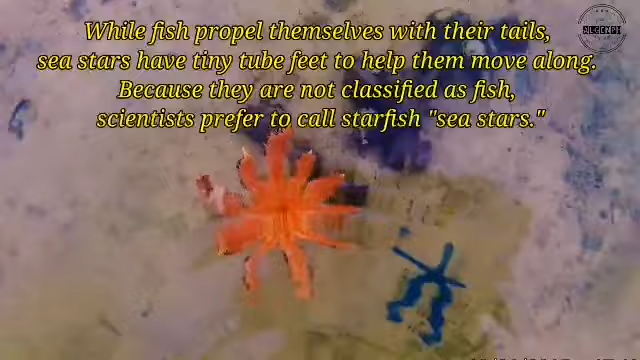 While fish propel themselves with their tails,
sea stars have tiny tube feet to help them move along.
Because they are not classified as fish,
scientists prefer to call starfish "sea stars."